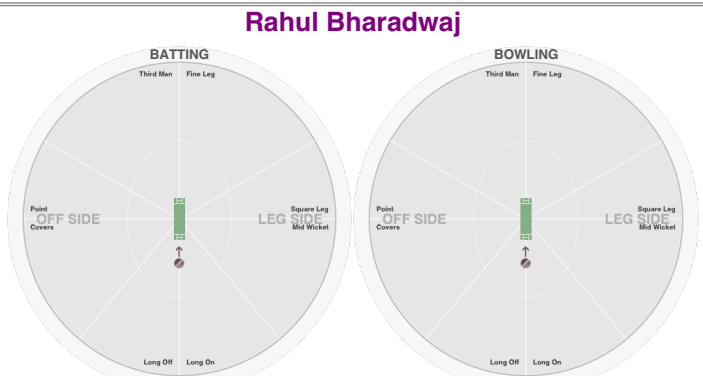 Rahul Bharadwaj
BATTING
Third Man
Fine Leg
Point
OFF SIDE
Covers
Square Leg
LEG SIDE
Mid Wicket
Long Off
Long On
BOWLING
Third Man
Fine Leg
Point
OFF SIDE
Covers
Square Leg
LEG SIDE
Mid Wicket
Long Off
Long On